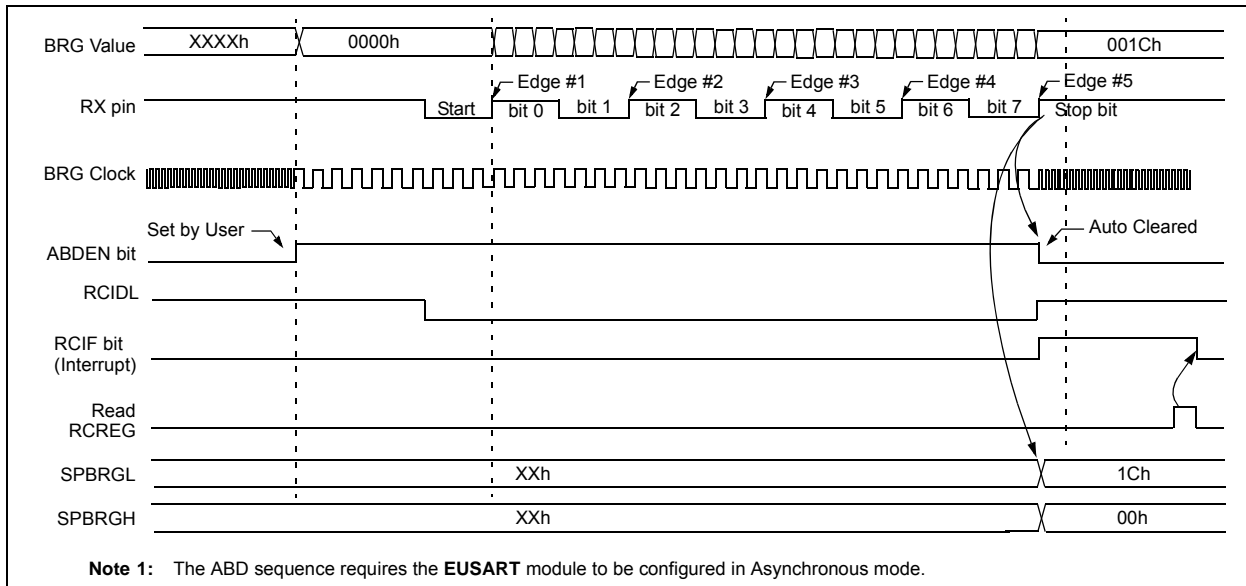 BRG Value XXXXh 0000h 001Ch
Edge #1 Edge #2 Edge #3 Edge #4 Edge #5
RX pin Start bit 0 bit 1 bit 2 bit 3 bit 4 bit 5 bit 6 bit 7 Stop bit
BRG Clock
Set by User Auto Cleared
ABDEN bit
RCIDL
RCIF bit
(Interrupt)
Read
RCREG
SPBRGL XXh 1Ch
SPBRGH XXh 00h
Note 1: The ABD sequence requires the EUSART module to be configured in Asynchronous mode.